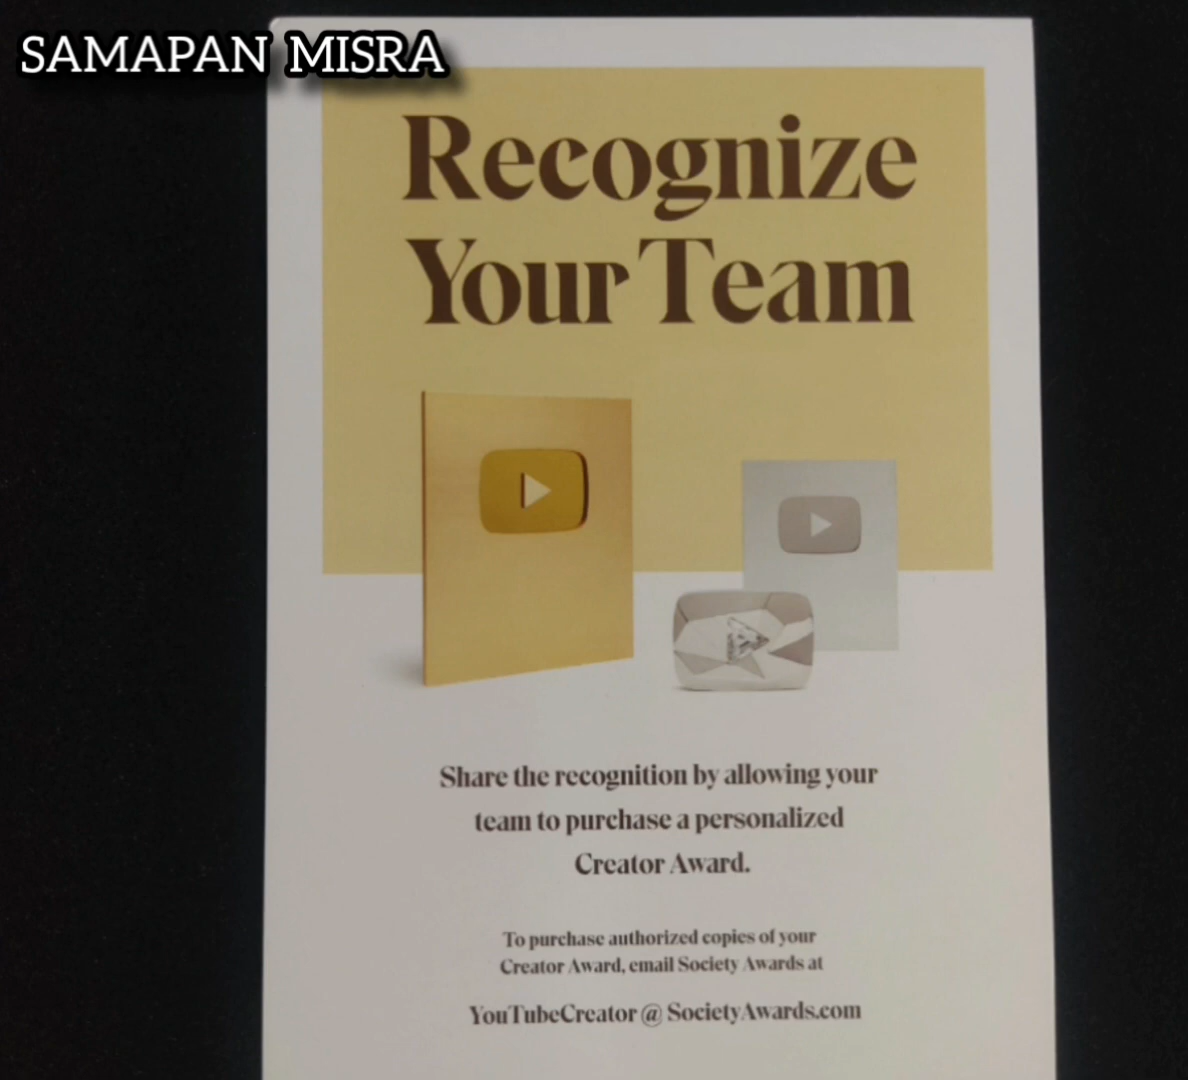 SAMAPAN MISRA
Recognize
Your Team
Share the recognition by allowing your
team to purchase a personalized
Creator Award.
To purchase authorized copies of your
Creator Award, email Society Awards at
YouTubeCreator @ SocietyAwards.com